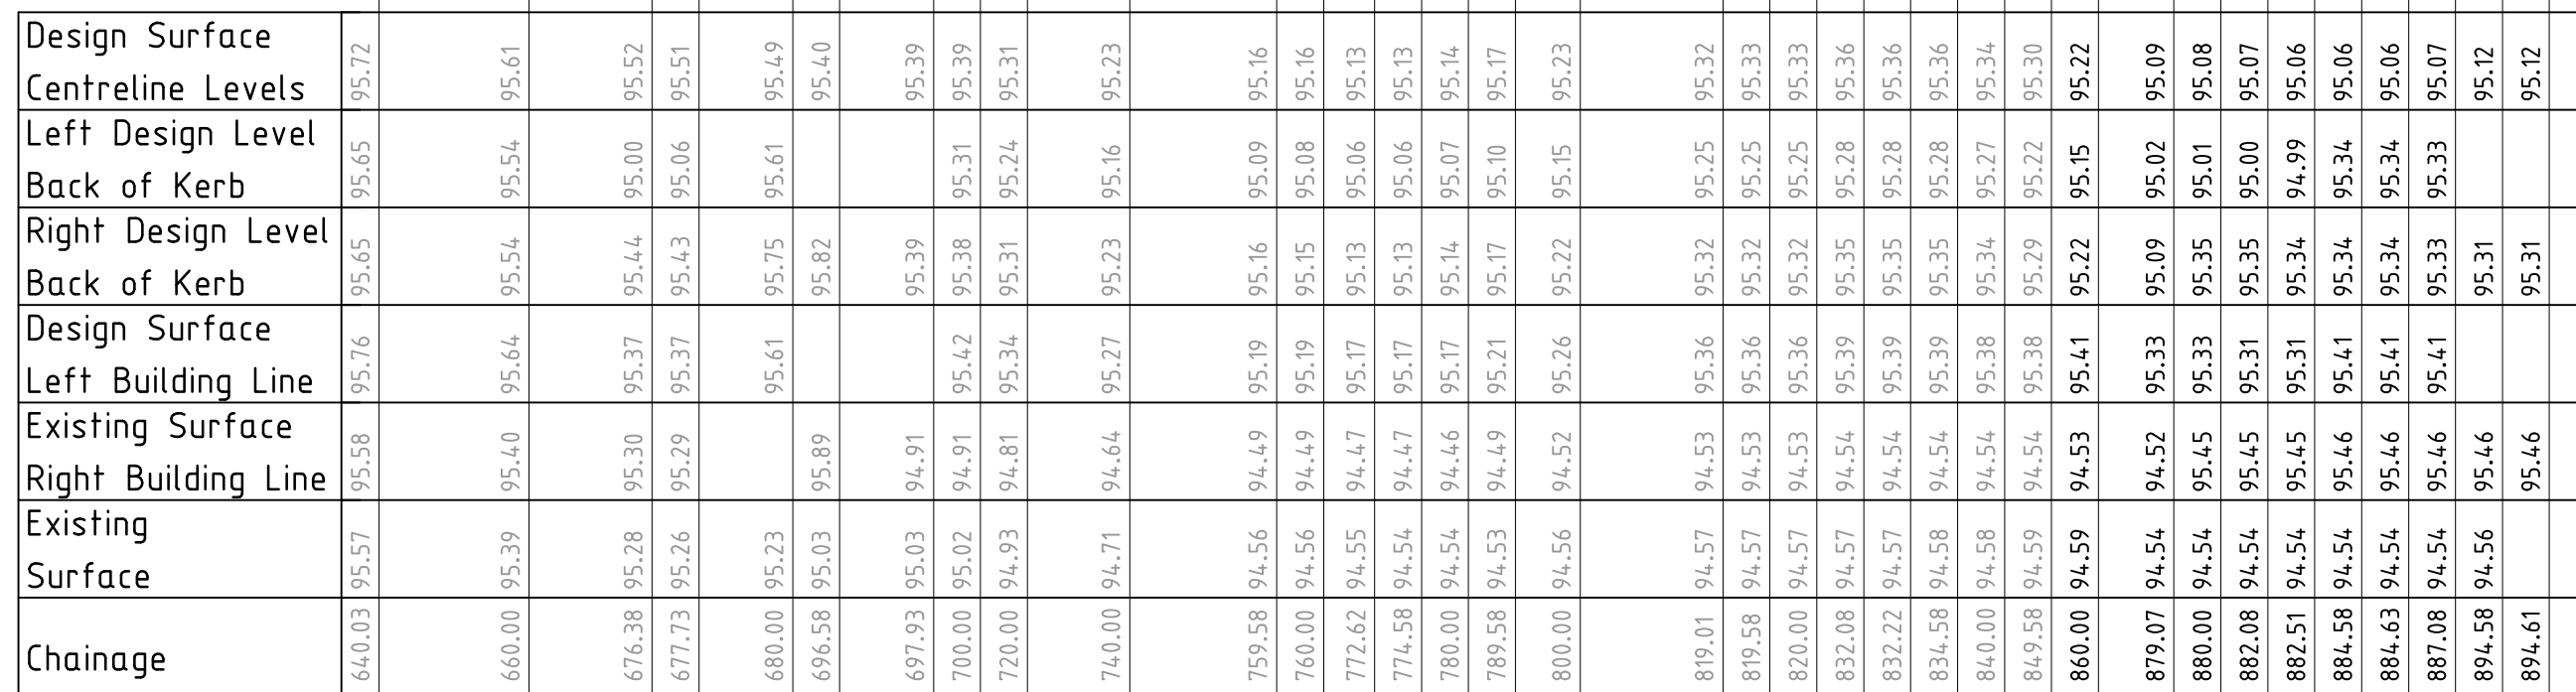 Design Surface
Centreline Levels
95.72 95.61 95.52 95.51 95.49 95.40 95.39 95.39 95.31 95.23 95.16 95.16 95.13 95.13 95.14 95.17 95.23 95.32 95.33 95.33 95.36 95.36 95.36 95.34 95.30 95.22 95.09 95.08 95.07 95.06 95.06 95.06 95.07 95.12 95.12
Left Design Level
Back of Kerb
95.65 95.54 95.00 95.06 95.61 95.31 95.24 95.16 95.09 95.08 95.06 95.06 95.07 95.10 95.15 95.25 95.25 95.25 95.28 95.28 95.28 95.27 95.22 95.15 95.02 95.01 95.00 94.99 95.34 95.34 95.33
Right Design Level
Back of Kerb
95.65 95.54 95.44 95.43 95.75 95.82 95.39 95.38 95.31 95.23 95.16 95.15 95.13 95.13 95.14 95.17 95.22 95.32 95.32 95.32 95.35 95.35 95.35 95.34 95.29 95.22 95.09 95.35 95.35 95.34 95.34 95.34 95.33 95.31 95.31
Design Surface
Left Building Line
95.76 95.64 95.37 95.37 95.61 95.42 95.34 95.27 95.19 95.19 95.17 95.17 95.17 95.21 95.26 95.36 95.36 95.36 95.39 95.39 95.39 95.38 95.38 95.41 95.33 95.33 95.31 95.31 95.41 95.41 95.41
Existing Surface
Right Building Line
95.58 95.40 95.30 95.29 95.89 94.91 94.91 94.81 94.64 94.49 94.49 94.47 94.47 94.46 94.49 94.52 94.53 94.53 94.53 94.54 94.54 94.54 94.54 94.54 94.53 94.52 95.45 95.45 95.45 95.46 95.46 95.46 95.46 95.46
Existing
Surface
95.57 95.39 95.28 95.26 95.23 95.03 95.03 95.02 94.93 94.71 94.56 94.56 94.55 94.54 94.54 94.53 94.56 94.57 94.57 94.57 94.57 94.57 94.58 94.58 94.59 94.59 94.54 94.54 94.54 94.54 94.54 94.54 94.54 94.56
Chainage
640.03 660.00 676.38 677.73 680.00 696.58 697.93 700.00 720.00 740.00 759.58 760.00 772.62 774.58 780.00 789.58 800.00 819.01 819.58 820.00 832.08 832.22 834.58 840.00 849.58 860.00 879.07 880.00 882.08 882.51 884.58 884.63 887.08 894.58 894.61